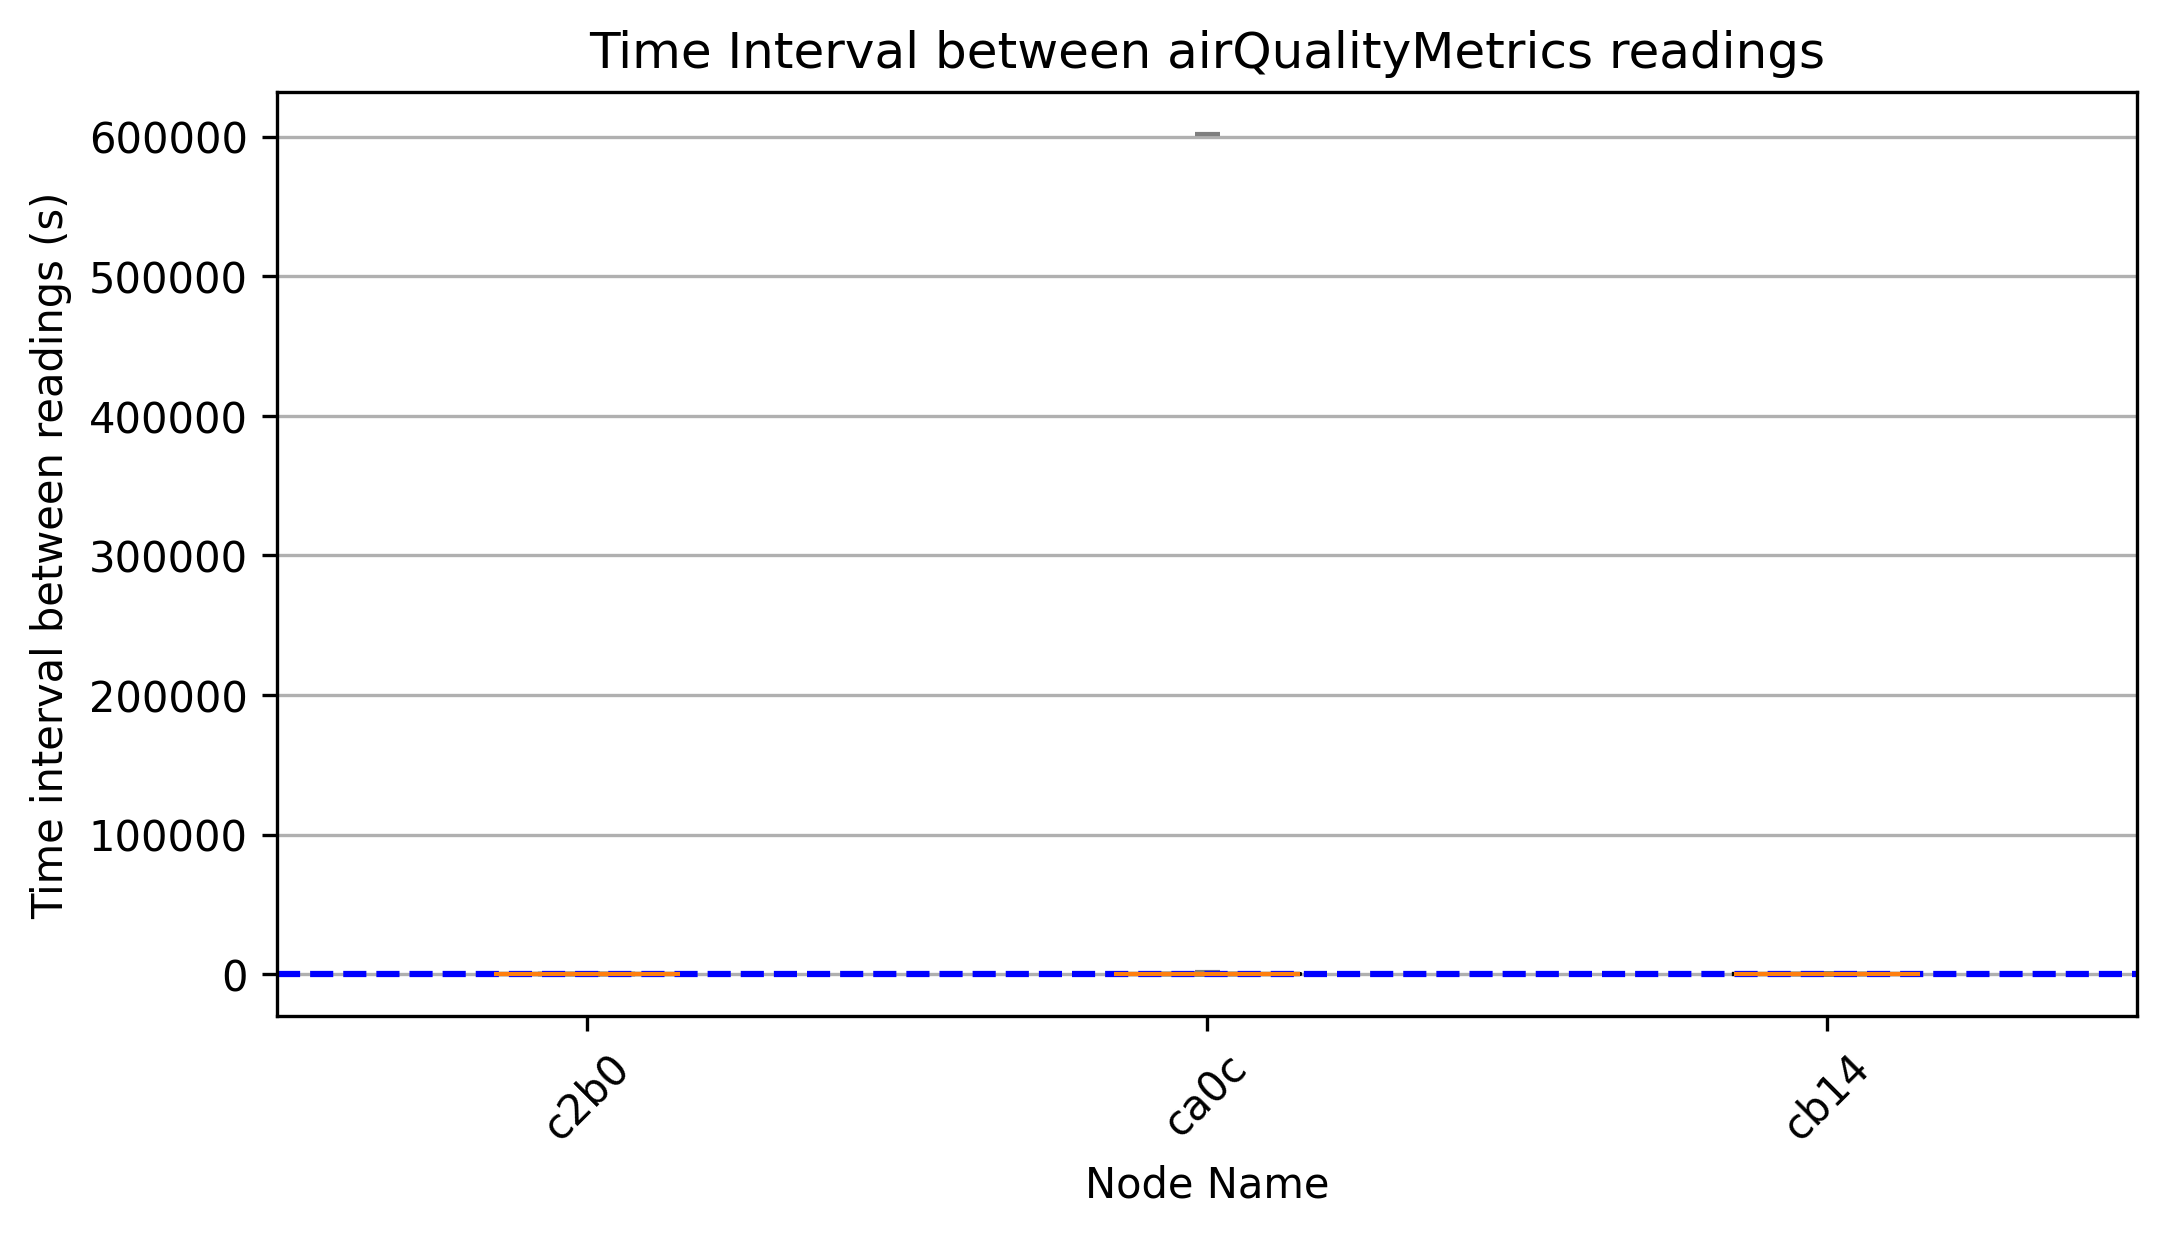 Time Interval between airQualityMetrics readings
Time interval between readings (s)
600000
500000
400000
300000
200000
100000
0
c2b0
ca0c
cb14
Node Name